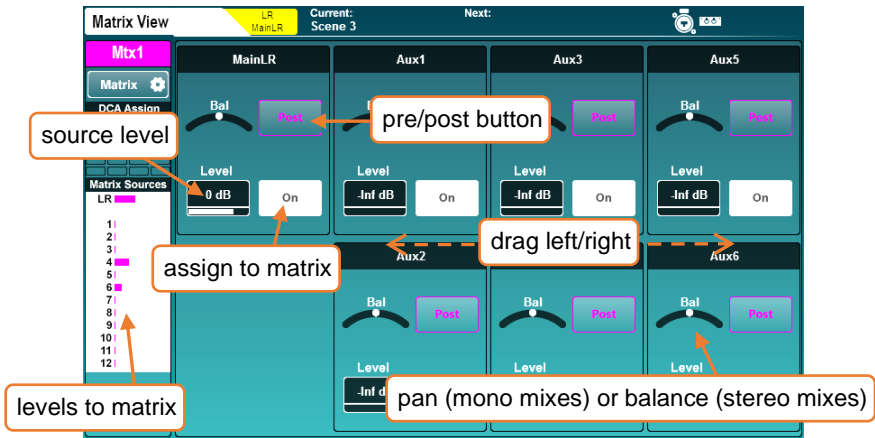 Matrix View
LR
MainLR
Current:
Scene 3
Next:
Mtx1
Matrix
DCA Assign
Matrix Sources
LR
1
2
3
4
5
6
7
8
9
10
11
12
MainLR
Bal
Post
Level
0 dB
On
Aux1
Post
Level
-Inf dB
On
Aux3
Post
Level
-Inf dB
On
Aux5
Bal
Post
Level
-Inf dB
On
Aux2
Bal
Post
Level
-Inf d
Bal
Post
Level
Aux6
Bal
Post
Level
source level
pre/post button
assign to matrix
drag left/right
levels to matrix
pan (mono mixes) or balance (stereo mixes)